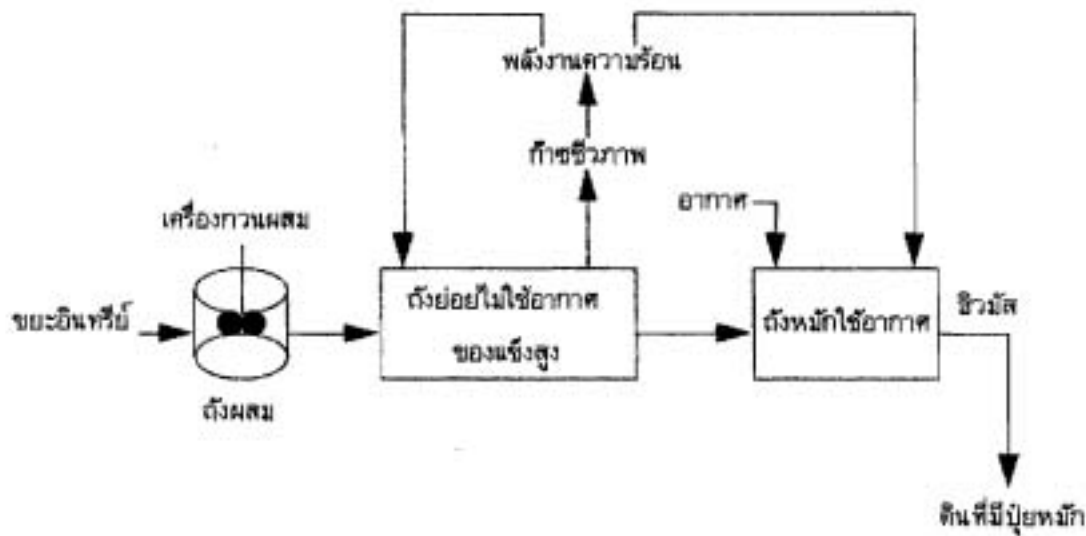 พลังงานความร้อน
ก๊าซชีวภาพ
อากาศ
เครื่องกวนผสม
ขยะอินทรีย์
ถังย่อยไม่ใช้อากาศ
ของแข็งสูง
ถังหมักใช้อากาศ
ฮิวมัส
ถังผสม
ดินที่มีปุ๋ยหมัก